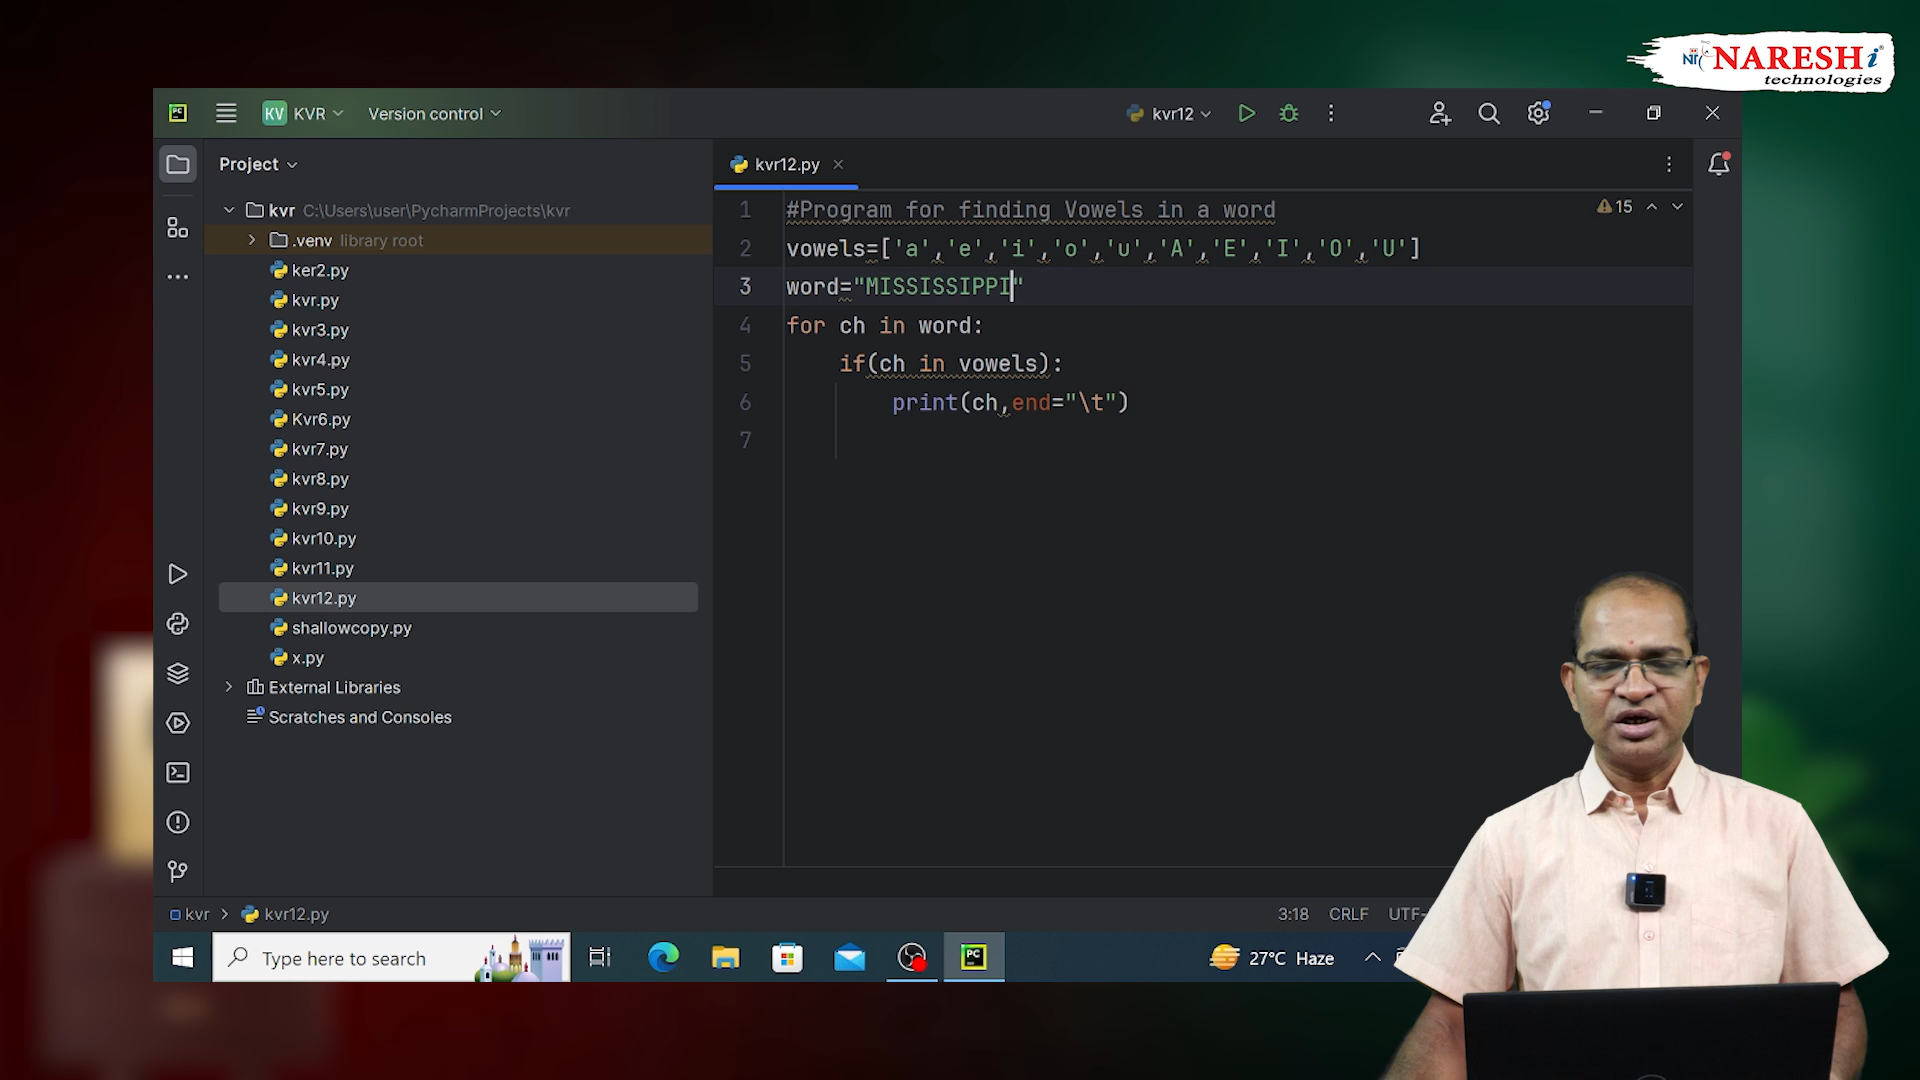 NARESH i
technologies
PC
KV KVR
Version control
kvr12
Project
kvr12.py
kvr C:\Users\user\PycharmProjects\kvr
.venv library root
ker2.py
kvr.py
kvr3.py
kvr4.py
kvr5.py
Kvr6.py
kvr7.py
kvr8.py
kvr9.py
kvr10.py
kvr11.py
kvr12.py
shallowcopy.py
x.py
External Libraries
Scratches and Consoles
15
1 #Program for finding Vowels in a word
2 vowels=['a','e','i','o','u','A','E','I','O','U']
3 word="MISSISSIPPI"
4 for ch in word:
5 if(ch in vowels):
6 print(ch,end="\t")
7
kvr > kvr12.py
3:18 CRLF UTF-
Type here to search
PC
27°C Haze